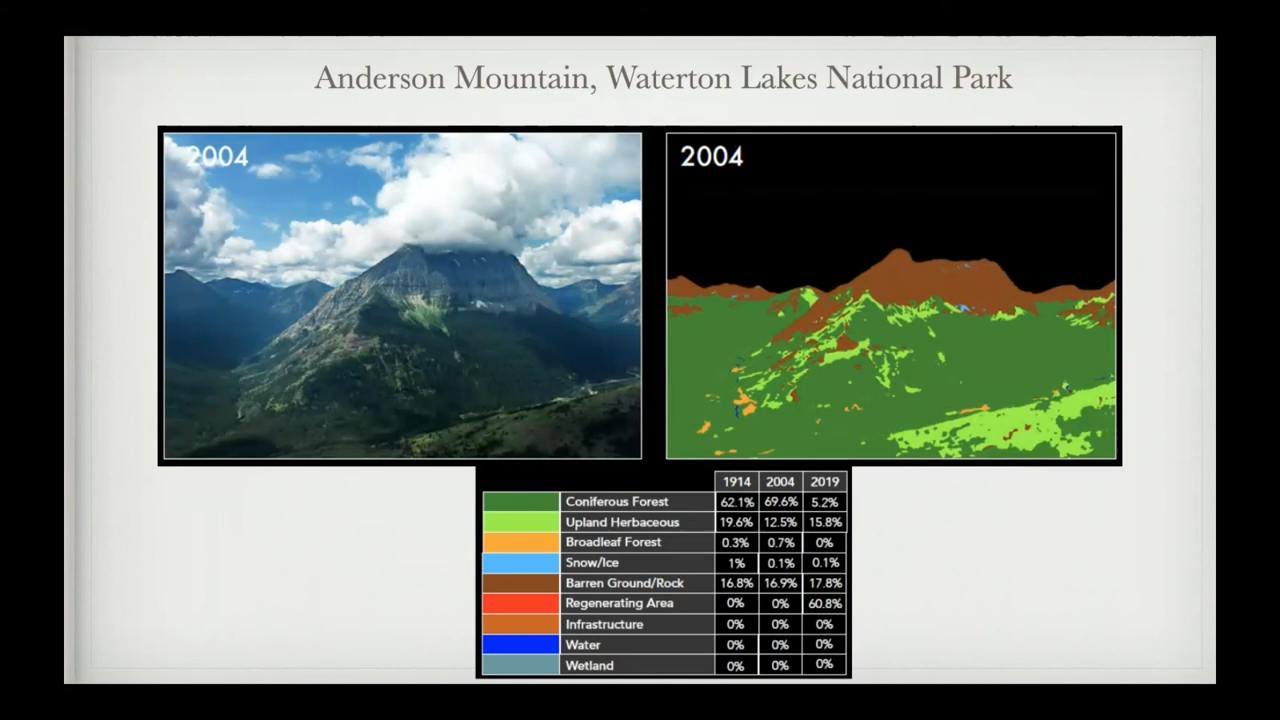 Anderson Mountain, Waterton Lakes National Park
2004
2004
1914 2004 2019
Coniferous Forest 62.1% 69.6% 5.2%
Upland Herbaceous 19.6% 12.5% 15.8%
Broadleaf Forest 0.3% 0.7% 0%
Snow/Ice 1% 0.1% 0.1%
Barren Ground/Rock 16.8% 16.9% 17.8%
Regenerating Area 0% 0% 60.8%
Infrastructure 0% 0% 0%
Water 0% 0% 0%
Wetland 0% 0% 0%